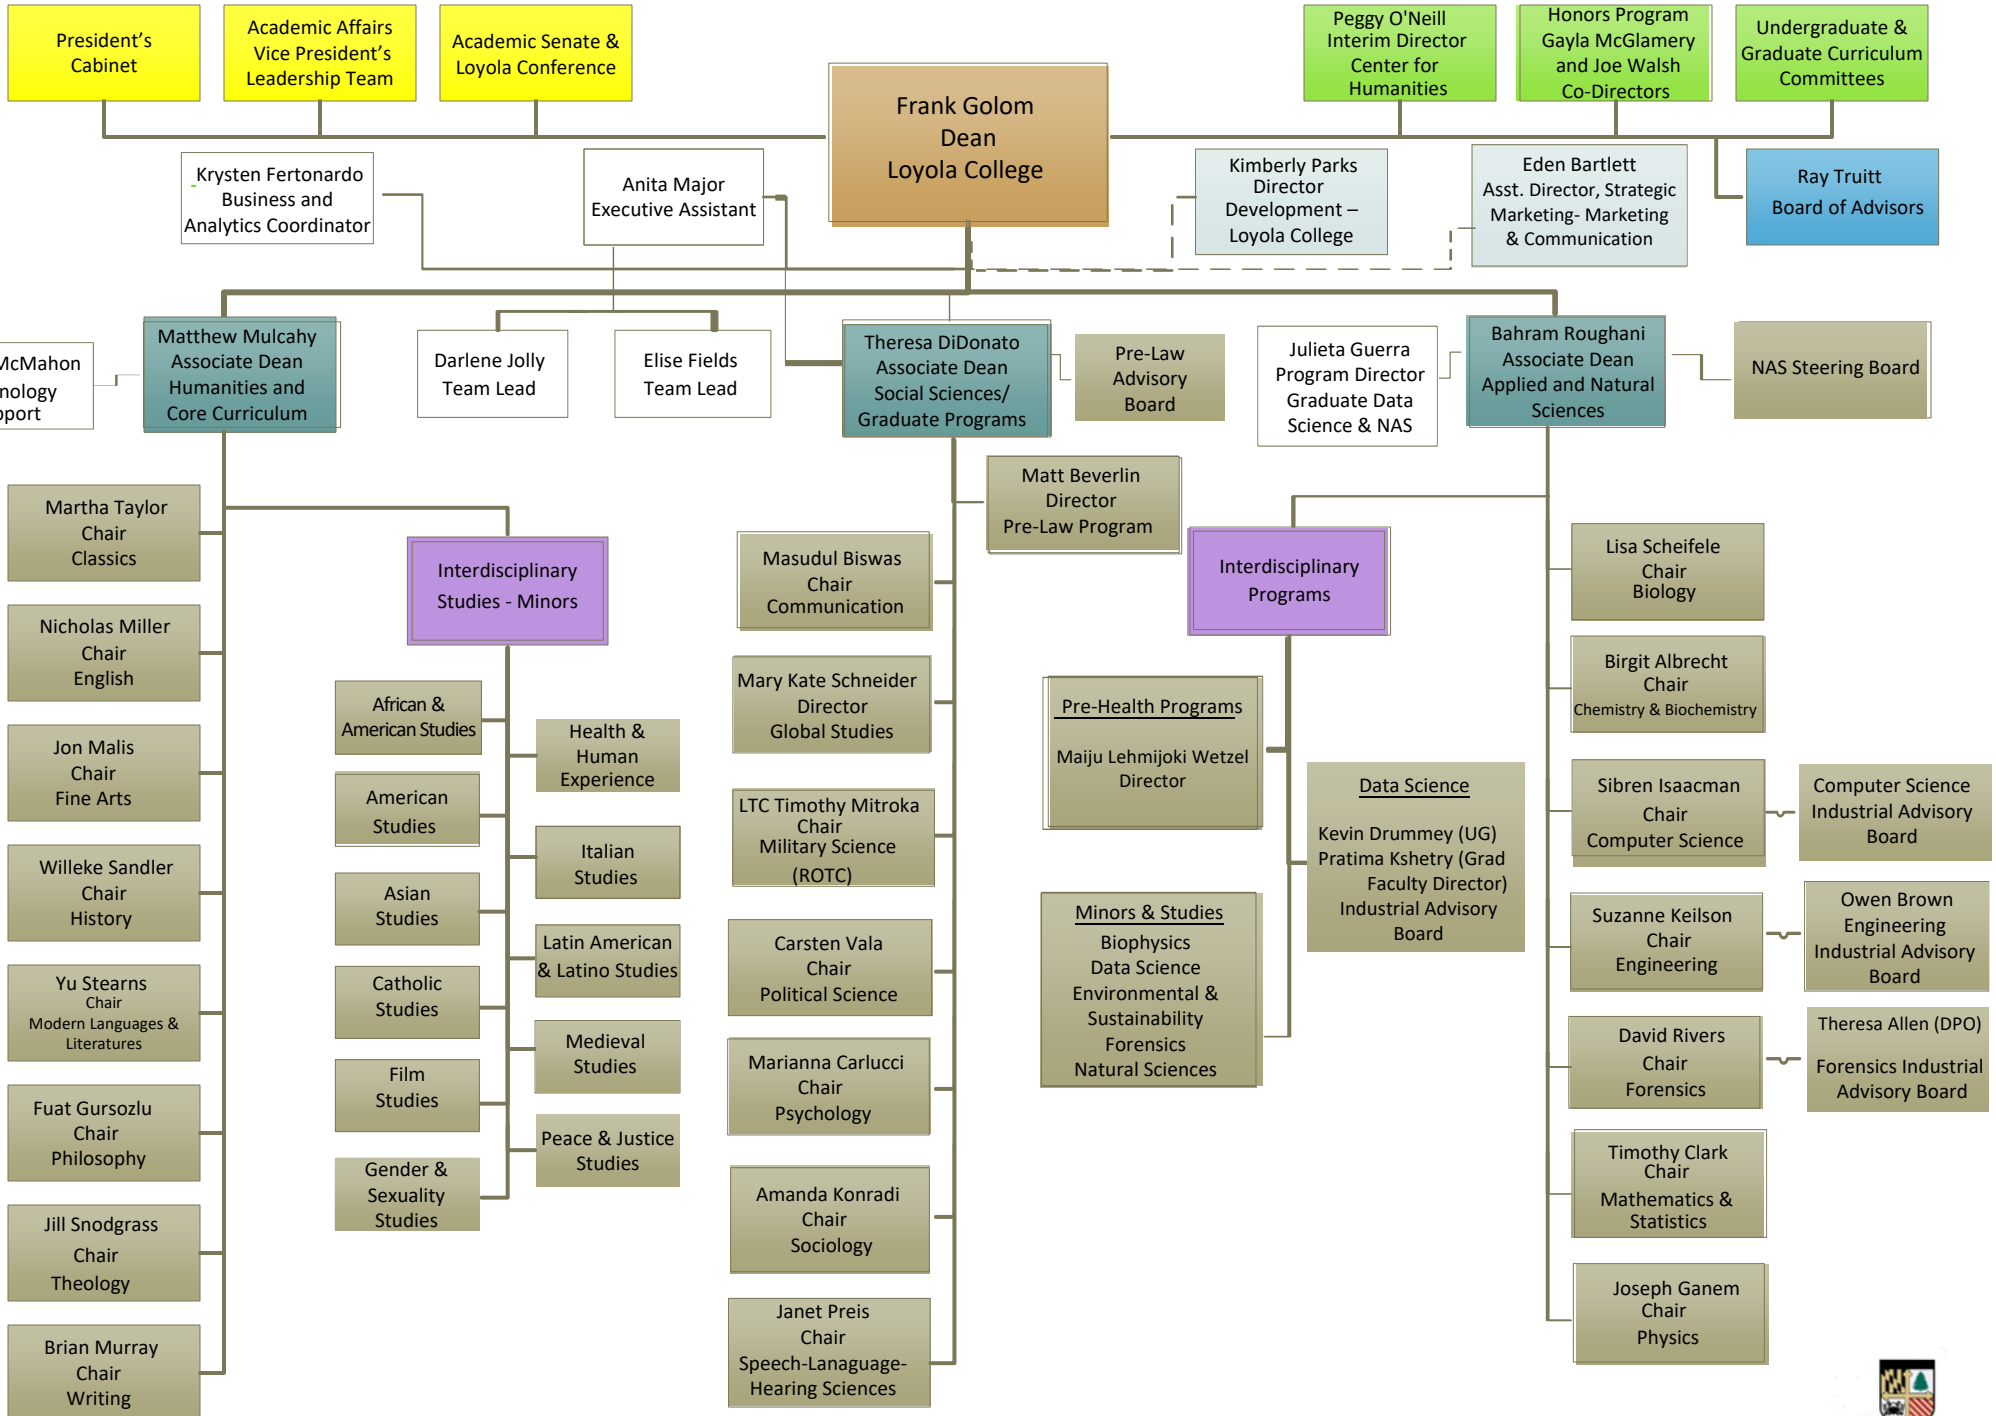 President’s
Cabinet
Academic Affairs
Vice President’s
Leadership Team
Academic Senate &
Loyola Conference
Frank Golom
Dean
Loyola College
Peggy O'Neill
Interim Director
Center for
Humanities
Honors Program
Gayla McGlamery
and Joe Walsh
Co-Directors
Undergraduate &
Graduate Curriculum
Committees
Krysten Fertonardo
Business and
Analytics Coordinator
Anita Major
Executive Assistant
Kimberly Parks
Director
Development –
Loyola College
Eden Bartlett
Asst. Director, Strategic
Marketing- Marketing
& Communication
Ray Truitt
Board of Advisors
McMahon
Matthew Mulcahy
Associate Dean
Humanities and
Core Curriculum
Darlene Jolly
Team Lead
Elise Fields
Team Lead
Theresa DiDonato
Associate Dean
Social Sciences/
Graduate Programs
Pre-Law
Advisory
Board
Julieta Guerra
Program Director
Graduate Data
Science & NAS
Bahram Roughani
Associate Dean
Applied and Natural
Sciences
NAS Steering Board
Martha Taylor
Chair
Classics
Nicholas Miller
Chair
English
Jon Malis
Chair
Fine Arts
Willeke Sandler
Chair
History
Yu Stearns
Chair
Modern Languages &
Literatures
Fuat Gursozlu
Chair
Philosophy
Jill Snodgrass
Chair
Theology
Brian Murray
Chair
Writing
Interdisciplinary
Studies - Minors
African &
American Studies
American
Studies
Asian
Studies
Catholic
Studies
Film
Studies
Gender &
Sexuality
Studies
Health &
Human
Experience
Italian
Studies
Latin American
& Latino Studies
Medieval
Studies
Peace & Justice
Studies
Matt Beverlin
Director
Pre-Law Program
Masudul Biswas
Chair
Communication
Mary Kate Schneider
Director
Global Studies
LTC Timothy Mitroka
Chair
Military Science
(ROTC)
Carsten Vala
Chair
Political Science
Marianna Carlucci
Chair
Psychology
Amanda Konradi
Chair
Sociology
Janet Preis
Chair
Speech-Lanaguage-
Hearing Sciences
Interdisciplinary
Programs
Pre-Health Programs
Maiju Lehmijoki Wetzel
Director
Data Science
Kevin Drummey (UG)
Pratima Kshetry (Grad
Faculty Director)
Industrial Advisory
Board
Minors & Studies
Biophysics
Data Science
Environmental &
Sustainability
Forensics
Natural Sciences
Lisa Scheifele
Chair
Biology
Birgit Albrecht
Chair
Chemistry & Biochemistry
Sibren Isaacman
Chair
Computer Science
Computer Science
Industrial Advisory
Board
Suzanne Keilson
Chair
Engineering
Owen Brown
Engineering
Industrial Advisory
Board
David Rivers
Chair
Forensics
Theresa Allen (DPO)
Forensics Industrial
Advisory Board
Timothy Clark
Chair
Mathematics &
Statistics
Joseph Ganem
Chair
Physics